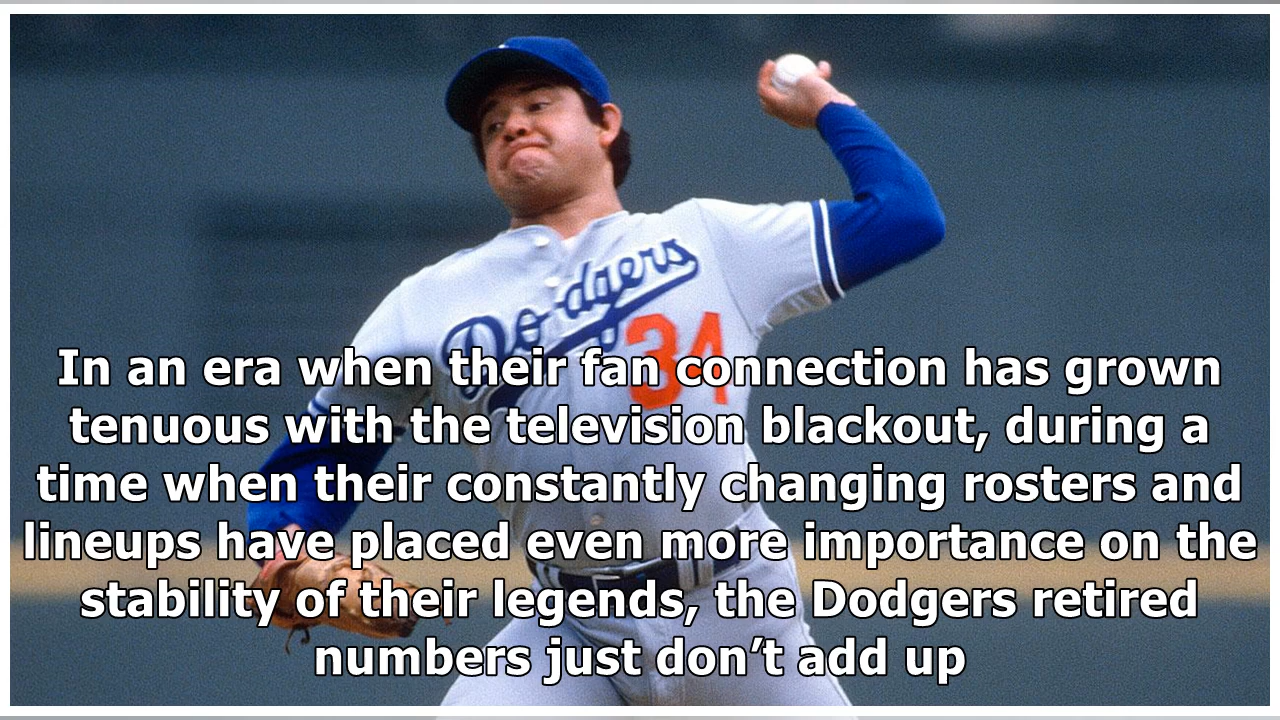 Dodgers
34
In an era when their fan connection has grown
tenuous with the television blackout, during a
time when their constantly changing rosters and
lineups have placed even more importance on the
stability of their legends, the Dodgers retired
numbers just don’t add up